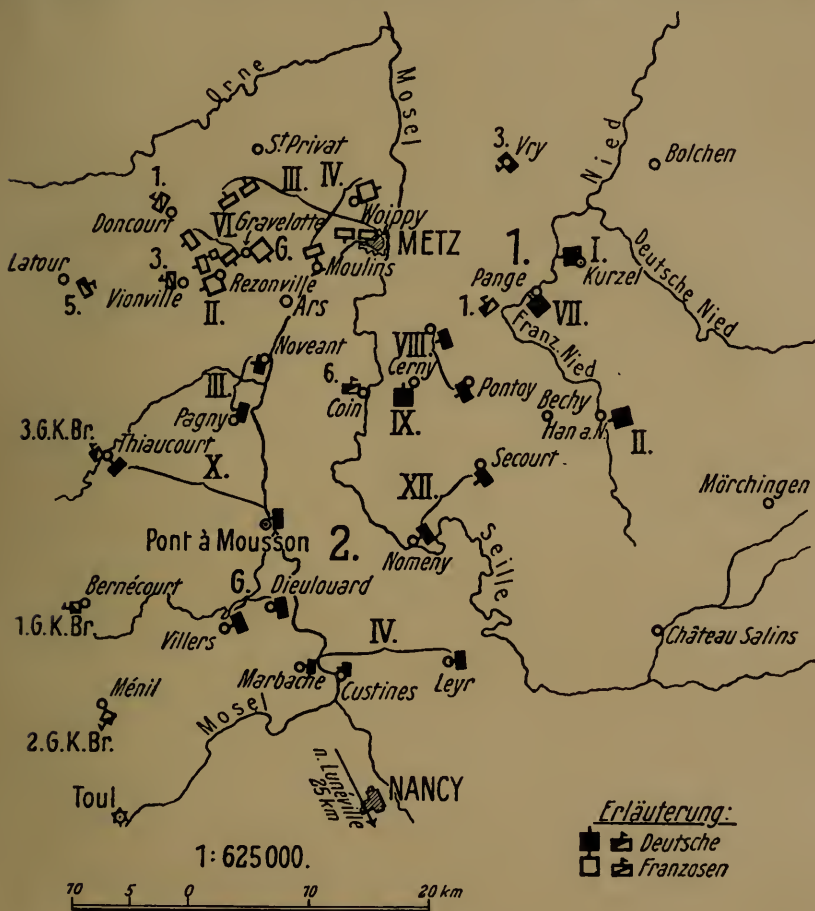 Orne
Mosel
St Privat
3. Vry
Nied
Bolchen
1.
III.
IV.
Doncourt
VI.
Gravelotte
G.
Woippy
METZ
1.
I.
Kurzel
Deutsche Nied
Latour
5.
3.
Vionville
Rezonville
II.
Moulins
Ars
Pange
1.
VII.
Franz. Nied
Noveant
III.
Pagny
VIII.
6.
Cerny
Coin
IX.
Pontoy
Bechy
Han a.N.
II.
3.G.K.Br.
Thiaucourt
X.
Secourt
XII.
Mörchingen
Pont à Mousson
2.
Nomeny
Seille
Bernécourt
1.G.K.Br.
G.
Dieulouard
Villers
IV.
Château Salins
Marbache
Custines
Leyr
Ménil
2.G.K.Br.
Mosel
Toul
n. Lunéville
25 km
NANCY
Erläuterung:
Deutsche
Franzosen
1:625000.
10 5 0 10 20 km